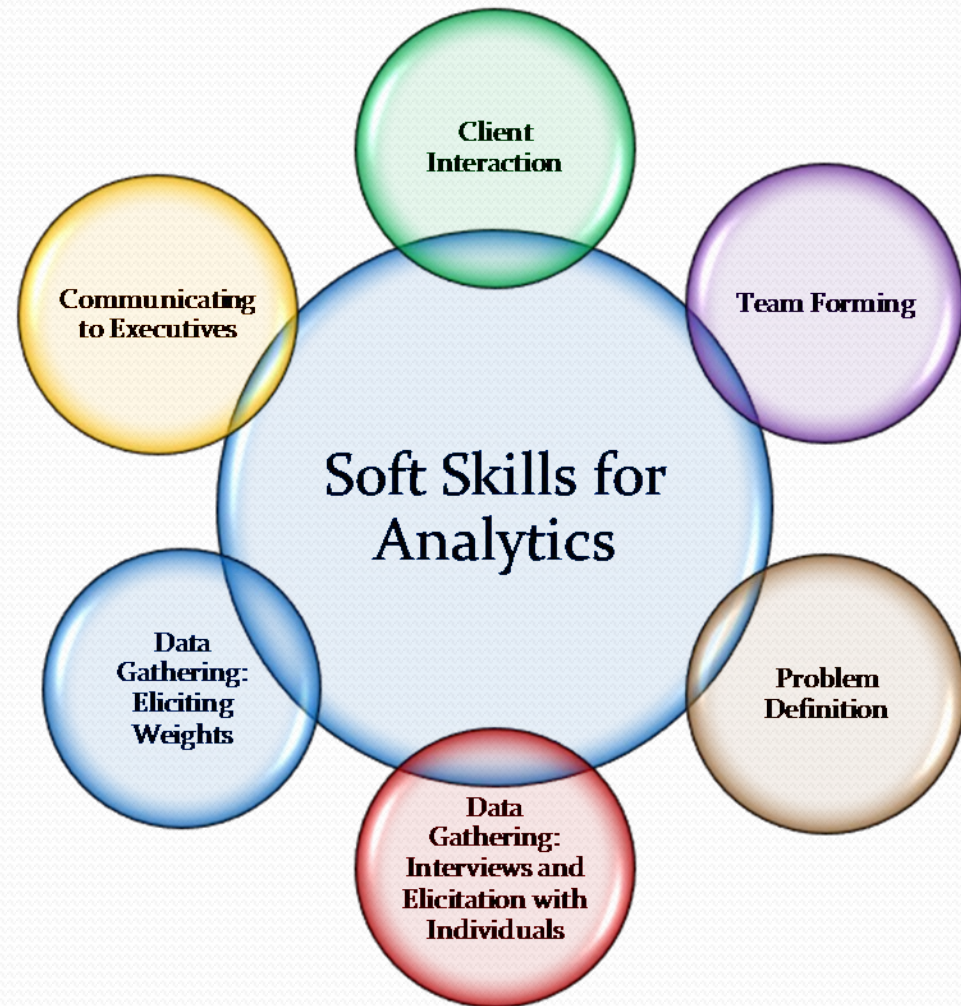 Client
Interaction
Team Forming
Problem
Definition
Data
Gathering:
Interviews and
Elicitation with
Individuals
Data
Gathering:
Eliciting
Weights
Communicating
to Executives
Soft Skills for
Analytics